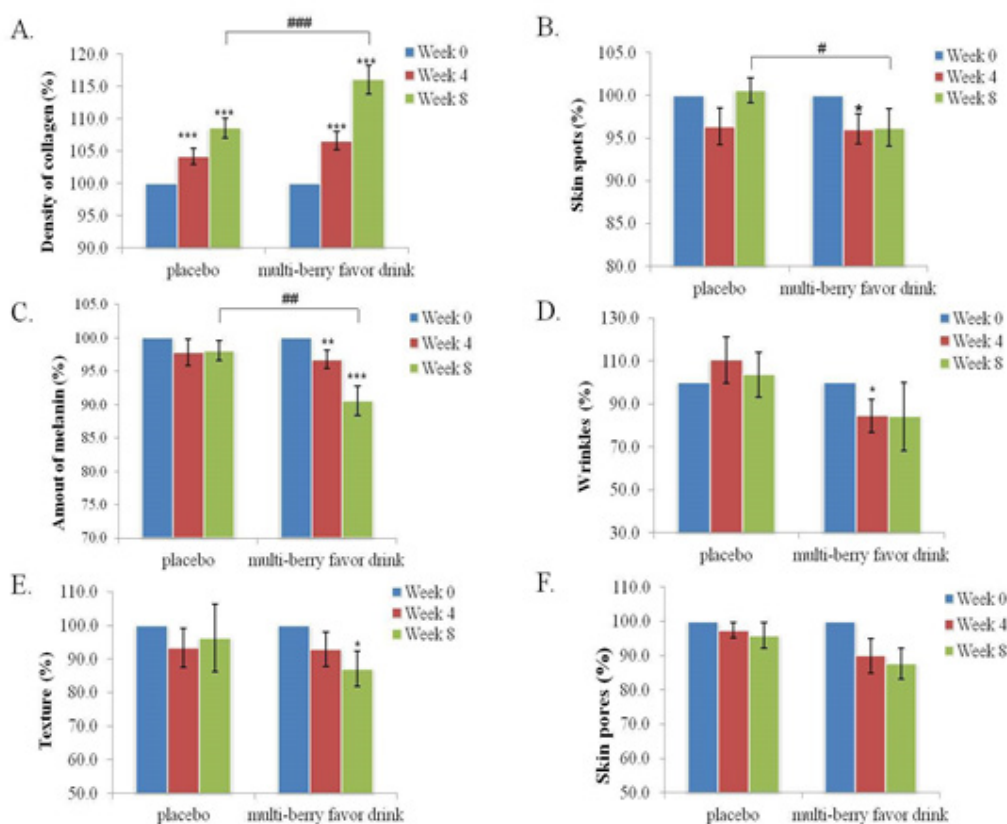 A.
###
Density of collagen (%)
120.0
115.0
110.0
105.0
100.0
95.0
90.0
***
***
***
***
placebo
multi-berry favor drink
Week 0
Week 4
Week 8
B.
#
Skin spots (%)
100.0
95.0
90.0
85.0
80.0
*
placebo
multi-berry favor drink
Week 0
Week 4
Week 8
C.
##
Amout of melanin (%)
105.0
100.0
95.0
90.0
85.0
80.0
75.0
70.0
**
***
placebo
multi-berry favor drink
Week 0
Week 4
Week 8
D.
Wrinkles (%)
130.0
110.0
90.0
70.0
50.0
30.0
*
placebo
multi-berry favor drink
Week 0
Week 4
Week 8
E.
Texture (%)
110.0
100.0
90.0
80.0
70.0
60.0
50.0
*
placebo
multi-berry favor drink
Week 0
Week 4
Week 8
F.
Skin pores (%)
110.0
100.0
90.0
80.0
70.0
60.0
50.0
placebo
multi-berry favor drink
Week 0
Week 4
Week 8